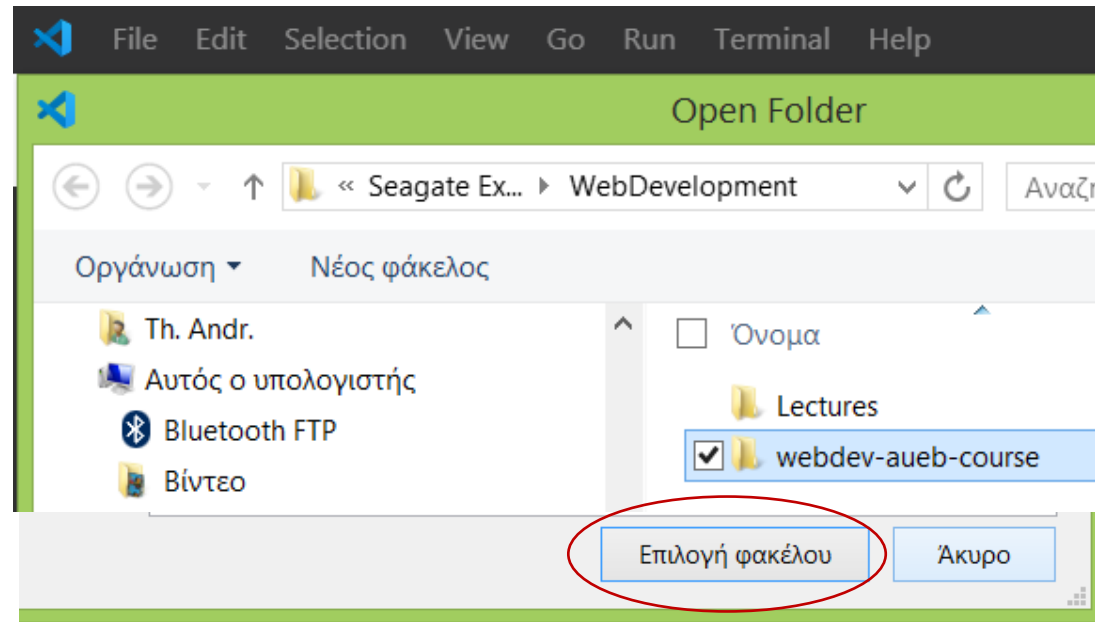 File Edit Selection View Go Run Terminal Help
Open Folder
« Seagate Ex... WebDevelopment
Οργάνωση Νέος φάκελος
Th. Andr.
Αυτός ο υπολογιστής
Bluetooth FTP
Βίντεο
Όνομα
Lectures
webdev-aueb-course
Επιλογή φακέλου Άκυρο